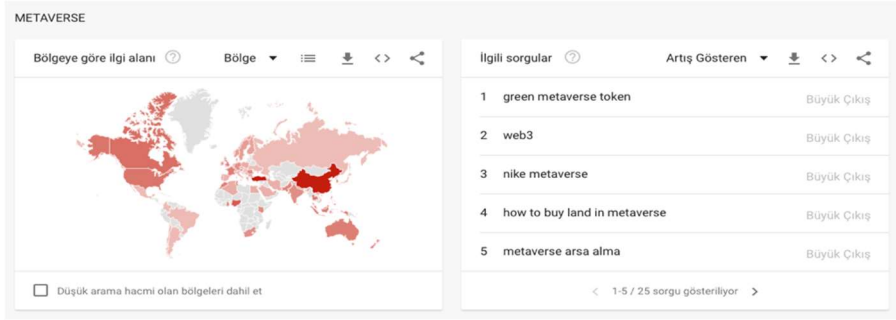 METAVERSE
Bölgeye göre ilgi alanı
Bölge
Düşük arama hacmi olan bölgeleri dahil et
İlgili sorgular
Artış Gösteren
1 green metaverse token Büyük Çıkış
2 web3 Büyük Çıkış
3 nike metaverse Büyük Çıkış
4 how to buy land in metaverse Büyük Çıkış
5 metaverse arsa alma Büyük Çıkış
1-5 / 25 sorgu gösteriliyor